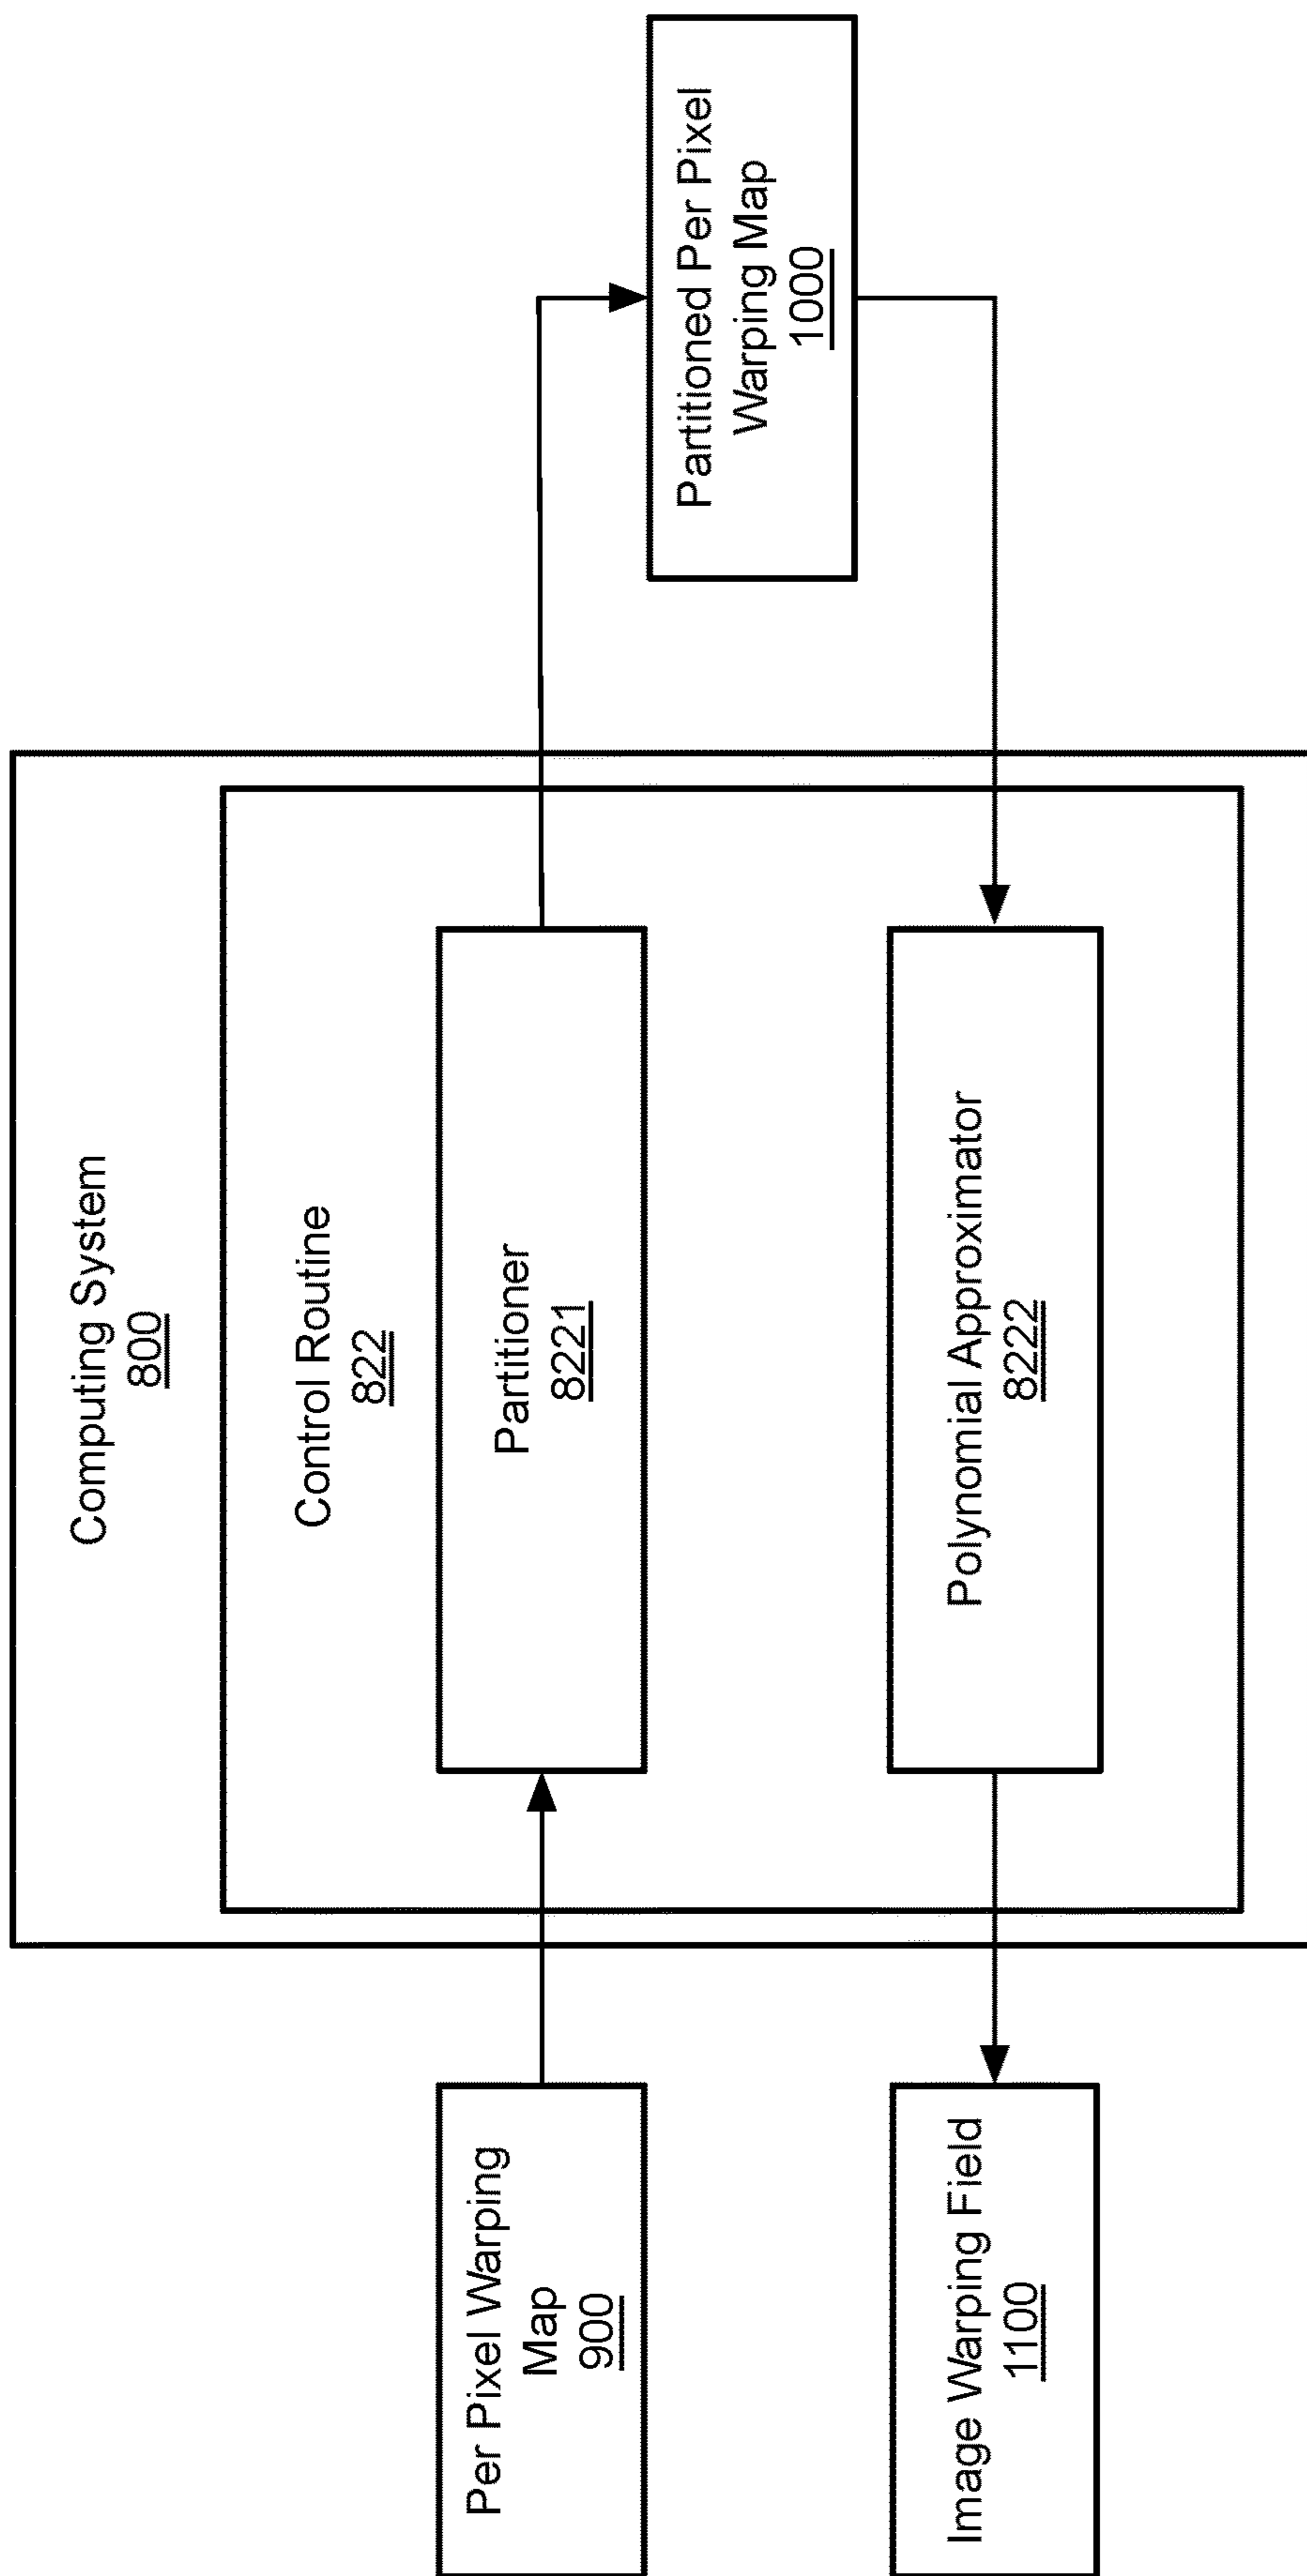 Computing System
800
Control Routine
822
Per Pixel Warping
Map
900
Partitioner
8221
Partitioned Per Pixel
Warping Map
1000
Image Warping Field
1100
Polynomial Approximator
8222